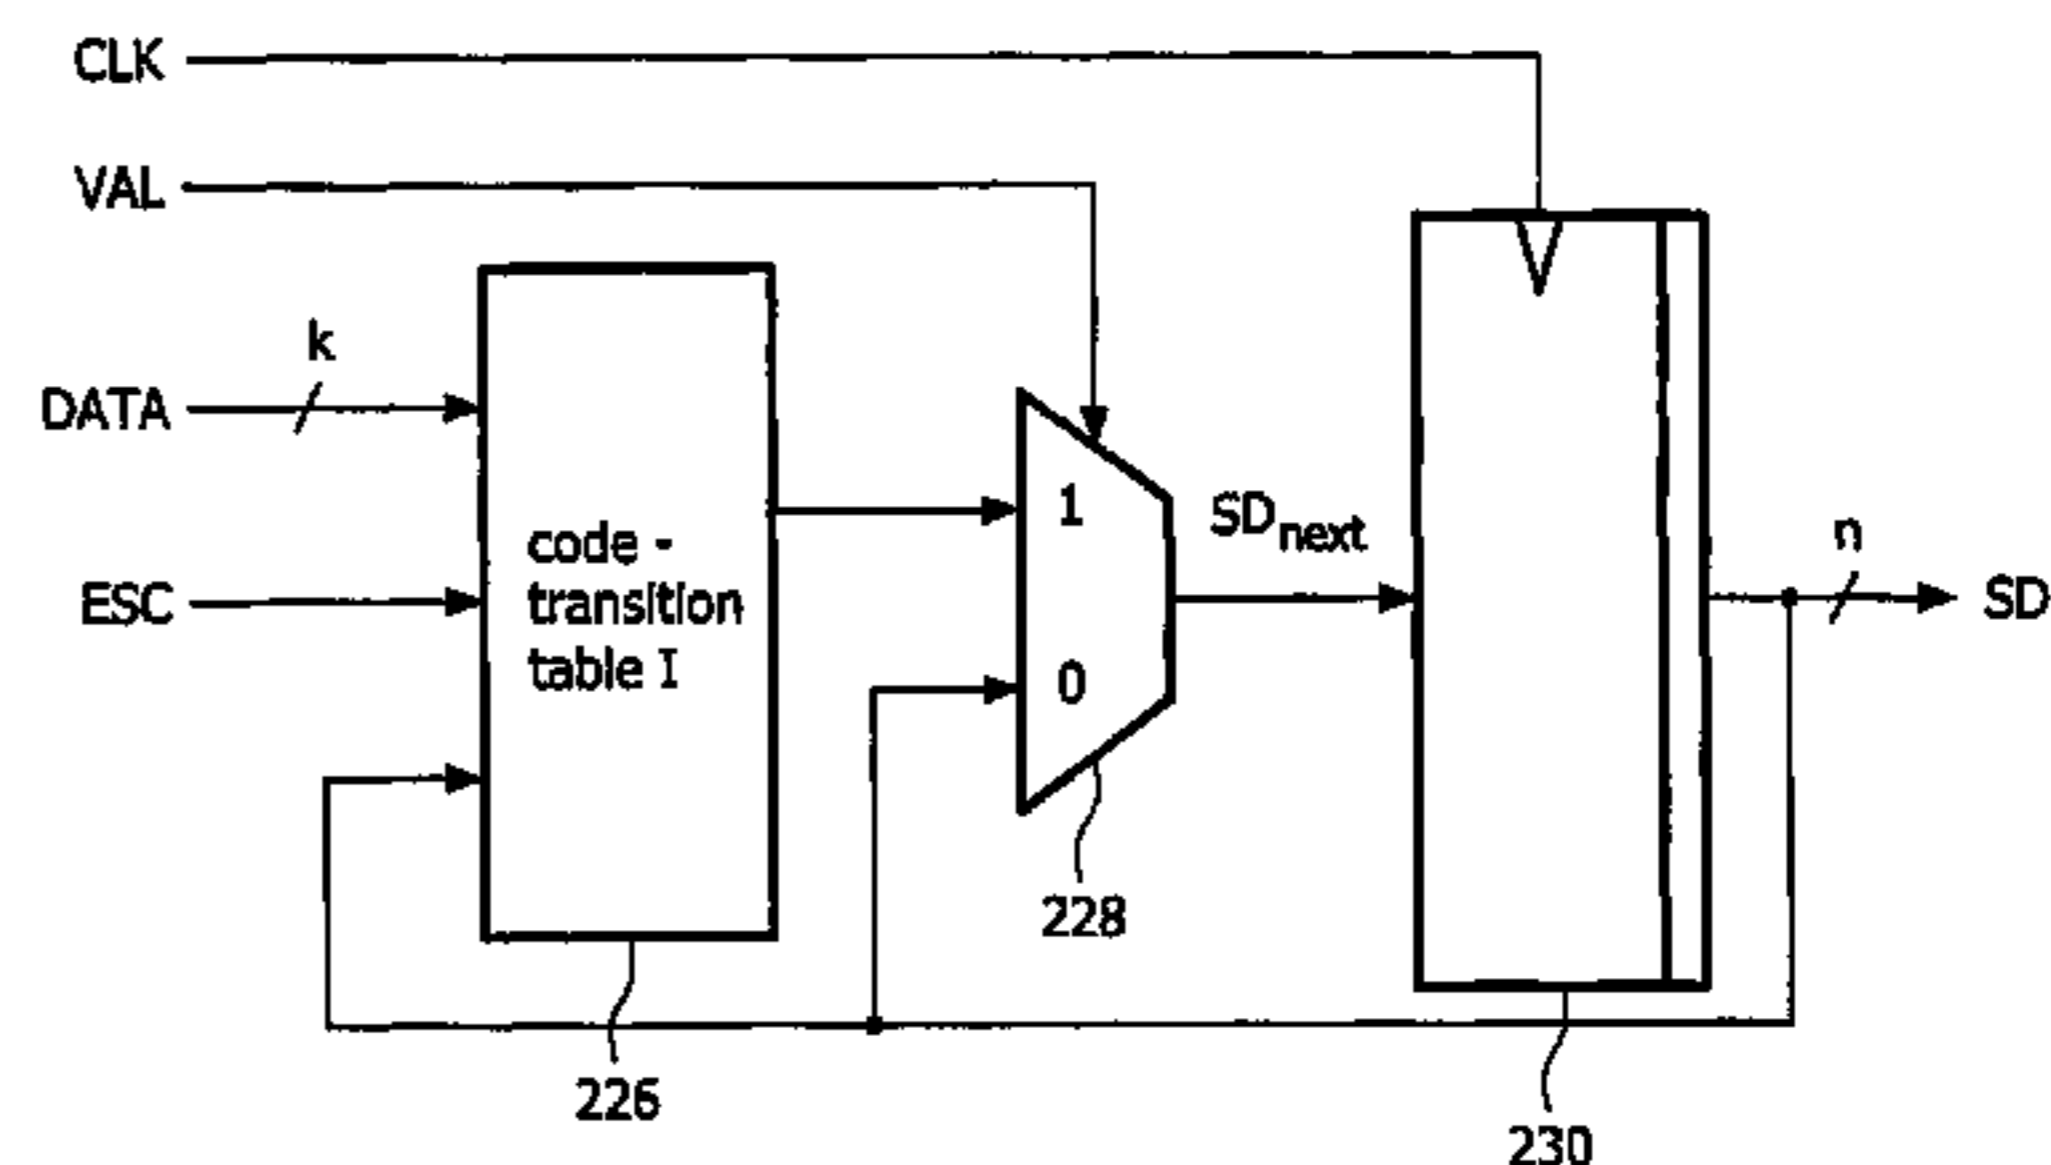 CLK
VAL
k
DATA
ESC
code -
transition
table I
1
0
SDnext
n
SD
228
226
230